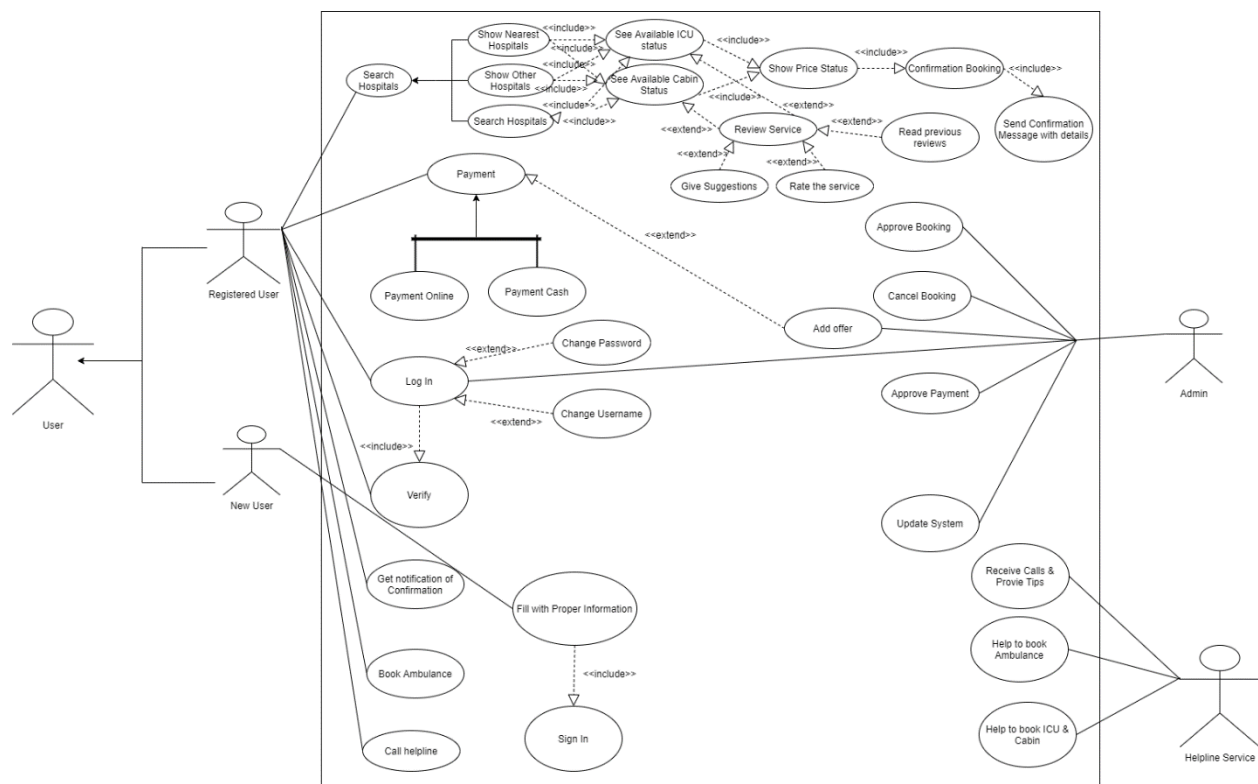 <<include>>
Show Nearest
Hospitals
See Available ICU
status
<<include>>
<<include>>
Search
Hospitals
Show Other
Hospitals
<<include>>
<<include>>
See Available Cabin
Status
Show Price Status
Confirmation Booking
<<include>>
<<include>>
Search Hospitals
<<include>>
<<include>>
<<extend>>
<<extend>>
Review Service
<<extend>>
Read previous
reviews
Send Confirmation
Message with details
<<extend>>
<<extend>>
Give Suggestions
Rate the service
Payment
<<extend>>
Approve Booking
Registered User
Payment Online
Payment Cash
Cancel Booking
Add offer
<<extend>>
Change Password
Log In
Approve Payment
Admin
User
Change Username
<<extend>>
<<include>>
Verify
New User
Update System
Get notification of
Confirmation
Fill with Proper Information
Receive Calls &
Provie Tips
Help to book
Ambulance
Book Ambulance
<<include>>
Sign In
Help to book ICU &
Cabin
Call helpline
Helpline Service